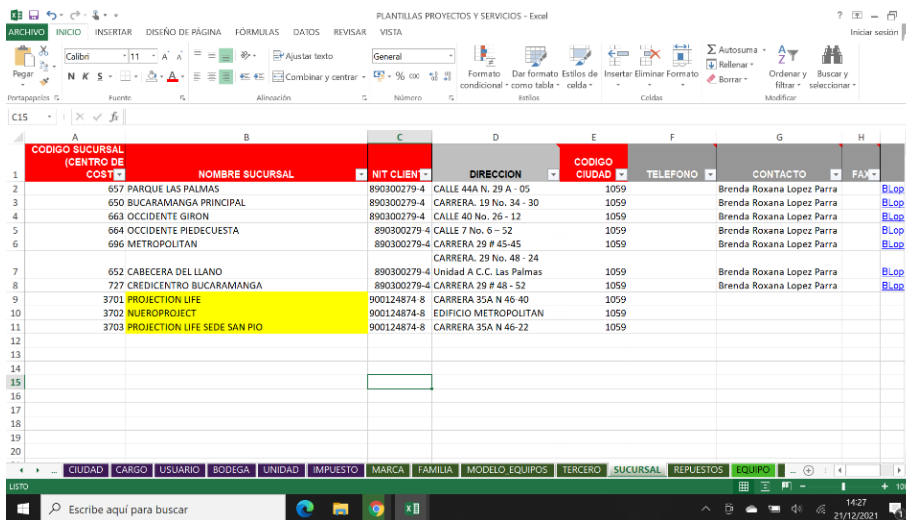 PLANTILLAS PROYECTOS Y SERVICIOS - Excel
ARCHIVO INICIO INSERTAR DISEÑO DE PÁGINA FÓRMULAS DATOS REVISAR VISTA Iniciar sesión
Pegar
Calibri 11
N K S
Ajustar texto
Combinar y centrar
General
% 000
Formato condicional
Dar formato como tabla
Estilos de celda
Insertar Eliminar Formato
Autosuma
Rellenar
Borrar
Ordenar y filtrar
Buscar y seleccionar
Portapapeles Fuente Alineación Número Estilos Celdas Modificar
C15 fx
A B C D E F G H
CODIGO SUCURSAL
(CENTRO DE
1 COST NOMBRE SUCURSAL NIT CLIENT DIRECCION CODIGO CIUDAD TELEFONO CONTACTO FAX
2 657 PARQUE LAS PALMAS 890300279-4 CALLE 44A N. 29 A - 05 1059 Brenda Roxana Lopez Parra BLop
3 650 BUCARAMANGA PRINCIPAL 890300279-4 CARRERA. 19 No. 34 - 30 1059 Brenda Roxana Lopez Parra BLop
4 663 OCCIDENTE GIRON 890300279-4 CALLE 40 No. 26 - 12 1059 Brenda Roxana Lopez Parra BLop
5 664 OCCIDENTE PIEDECUESTA 890300279-4 CALLE 7 No. 6 – 52 1059 Brenda Roxana Lopez Parra BLop
6 696 METROPOLITAN 890300279-4 CARRERA 29 # 45-45 1059 Brenda Roxana Lopez Parra BLop
CARRERA. 29 No. 48 - 24
7 652 CABECERA DEL LLANO 890300279-4 Unidad A C.C. Las Palmas 1059 Brenda Roxana Lopez Parra BLop
8 727 CREDICENTRO BUCARAMANGA 890300279-4 CARRERA 29 # 48 - 52 1059 Brenda Roxana Lopez Parra BLop
9 3701 PROJECTION LIFE 900124874-8 CARRERA 35A N 46-40 1059
10 3702 NUEROPROJECT 900124874-8 EDIFICIO METROPOLITAN 1059
11 3703 PROJECTION LIFE SEDE SAN PIO 900124874-8 CARRERA 35A N 46-22 1059
12
13
14
15
16
17
18
19
20
... CIUDAD CARGO USUARIO BODEGA UNIDAD IMPUESTO MARCA FAMILIA MODELO_EQUIPOS TERCERO SUCURSAL REPUESTOS EQUIPO ...
LISTO
Escribe aquí para buscar
14:27
21/12/2021